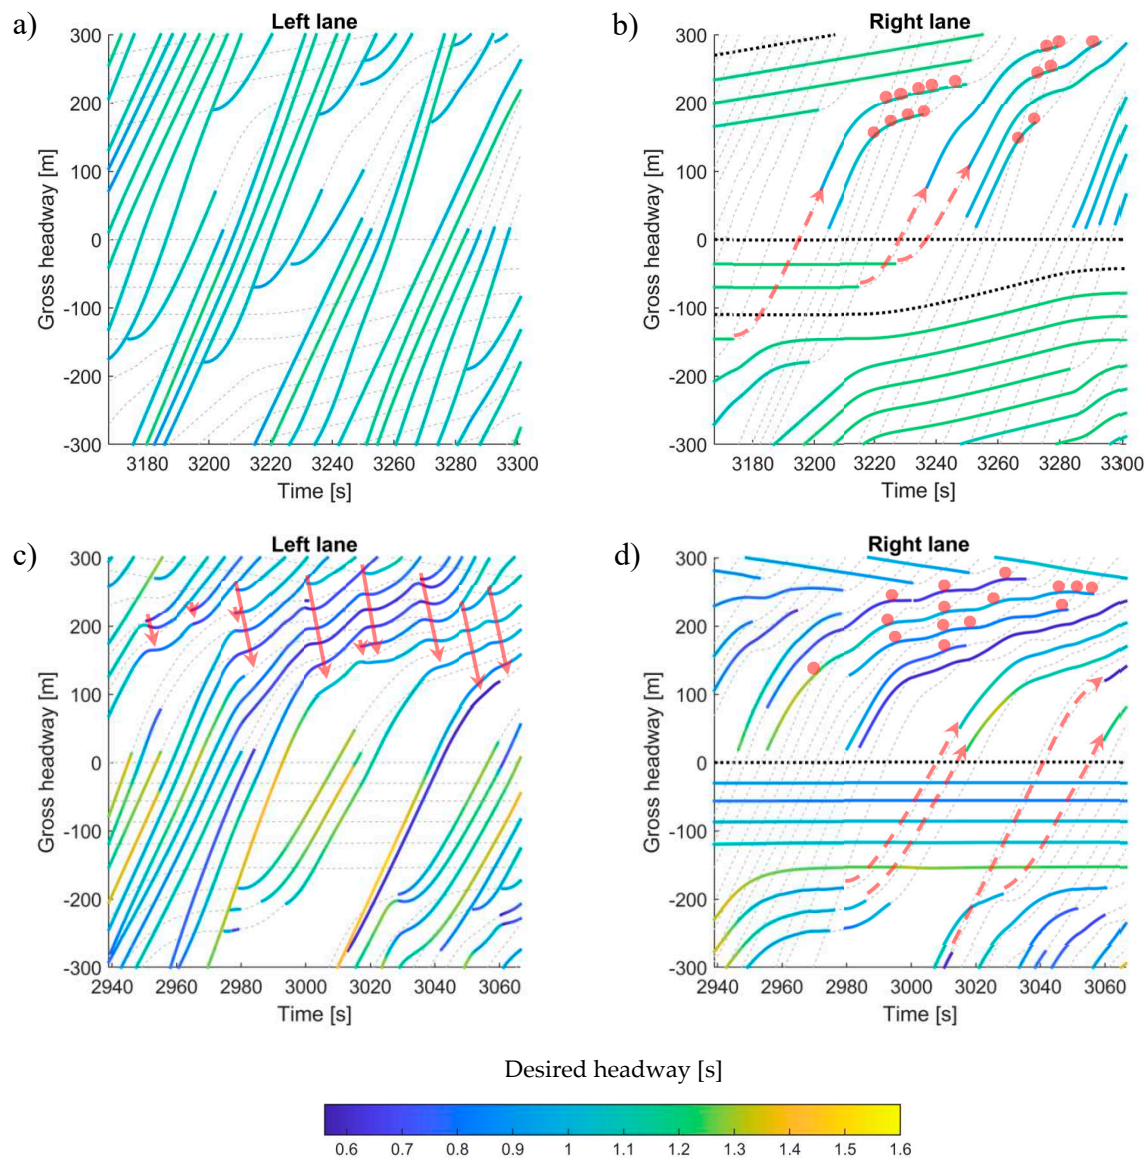 a)
Left lane
300
200
100
0
-100
-200
-300
Gross headway [m]
3180 3200 3220 3240 3260 3280 3300
Time [s]
b)
Right lane
300
200
100
0
-100
-200
-300
Gross headway [m]
3180 3200 3220 3240 3260 3280 3300
Time [s]
c)
Left lane
300
200
100
0
-100
-200
-300
Gross headway [m]
2940 2960 2980 3000 3020 3040 3060
Time [s]
d)
Right lane
300
200
100
0
-100
-200
-300
Gross headway [m]
2940 2960 2980 3000 3020 3040 3060
Time [s]
Desired headway [s]
0.6 0.7 0.8 0.9 1 1.1 1.2 1.3 1.4 1.5 1.6